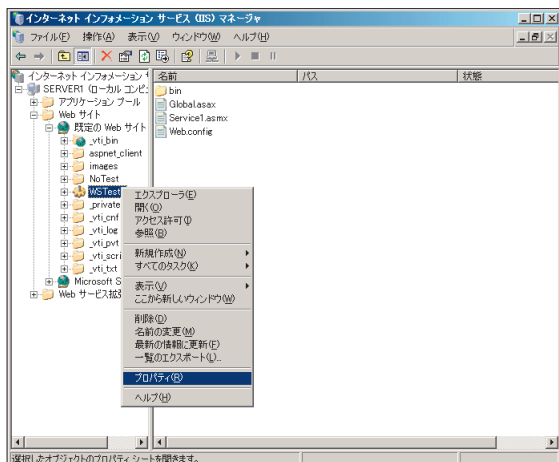 インターネット インフォメーション サービス (IIS) マネージャ
ファイル(F) 操作(A) 表示(V) ウィンドウ(W) ヘルプ(H)
インターネット インフォメーション
名前 パス 状態
SERVER1 (ローカル コンピ
アプリケーション プール
Web サイト
既定の Web サイト
_vti_bin
aspnet_client
images
NoTest
WSTest
_private
_vti_cnf
_vti_log
_vti_pvt
_vti_scri
_vti_txt
Microsoft S
Web サービス拡張
bin
Global.asax
Service1.asmx
Web.config
エクスプローラ(E)
開く(O)
アクセス許可(I)
参照(B)
新規作成(N)
すべてのタスク(K)
表示(V)
ここから新しいウィンドウ(W)
削除(D)
名前の変更(M)
最新の情報に更新(F)
一覧のエクスポート(L)...
プロパティ(R)
ヘルプ(H)
選択したオブジェクトのプロパティ シートを開きます。